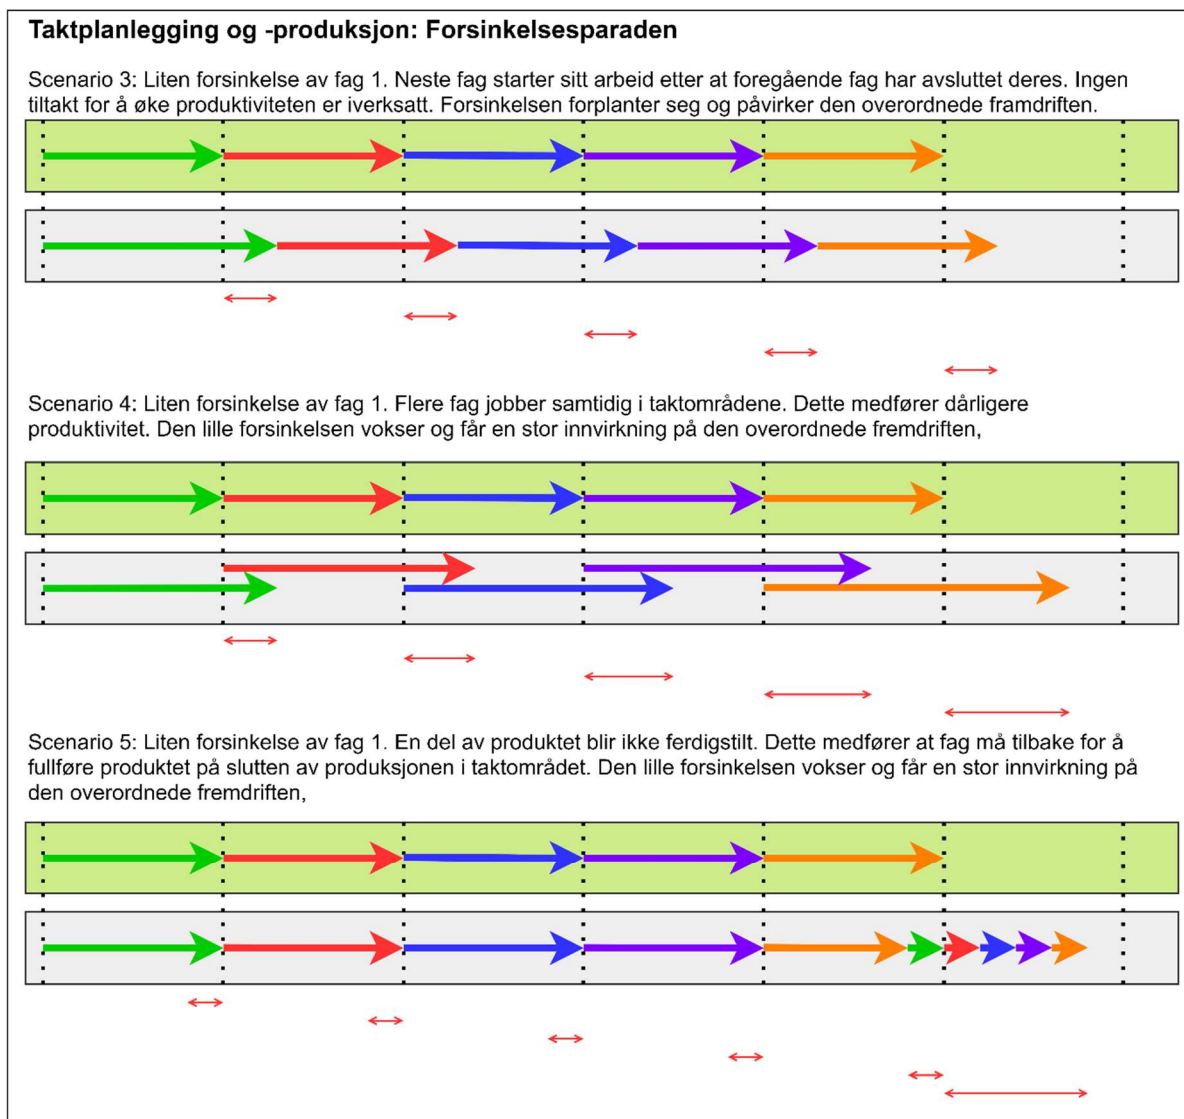 Taktplanlegging og -produksjon: Forsinkelsesparaden
Scenario 3: Liten forsinkelse av fag 1. Neste fag starter sitt arbeid etter at foregående fag har avsluttet deres. Ingen
tiltakt for å øke produktiviteten er iverksatt. Forsinkelsen forplanter seg og påvirker den overordnede framdriften.
Scenario 4: Liten forsinkelse av fag 1. Flere fag jobber samtidig i taktområdene. Dette medfører dårligere
produktivitet. Den lille forsinkelsen vokser og får en stor innvirkning på den overordnede fremdriften,
Scenario 5: Liten forsinkelse av fag 1. En del av produktet blir ikke ferdigstilt. Dette medfører at fag må tilbake for å
fullføre produktet på slutten av produksjonen i taktområdet. Den lille forsinkelsen vokser og får en stor innvirkning på
den overordnede fremdriften,